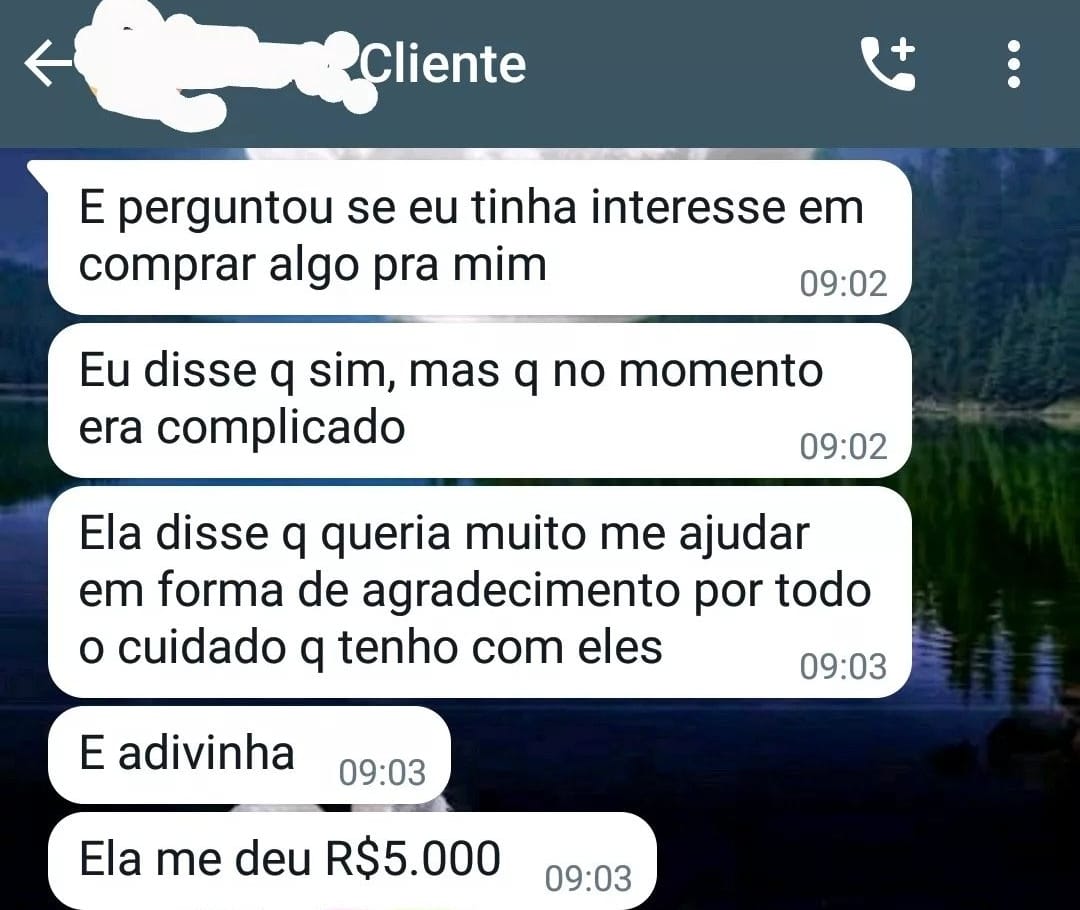 Cliente
E perguntou se eu tinha interesse em
comprar algo pra mim
09:02
Eu disse q sim, mas q no momento
era complicado
09:02
Ela disse q queria muito me ajudar
em forma de agradecimento por todo
o cuidado q tenho com eles
09:03
E adivinha
09:03
Ela me deu R$5.000
09:03